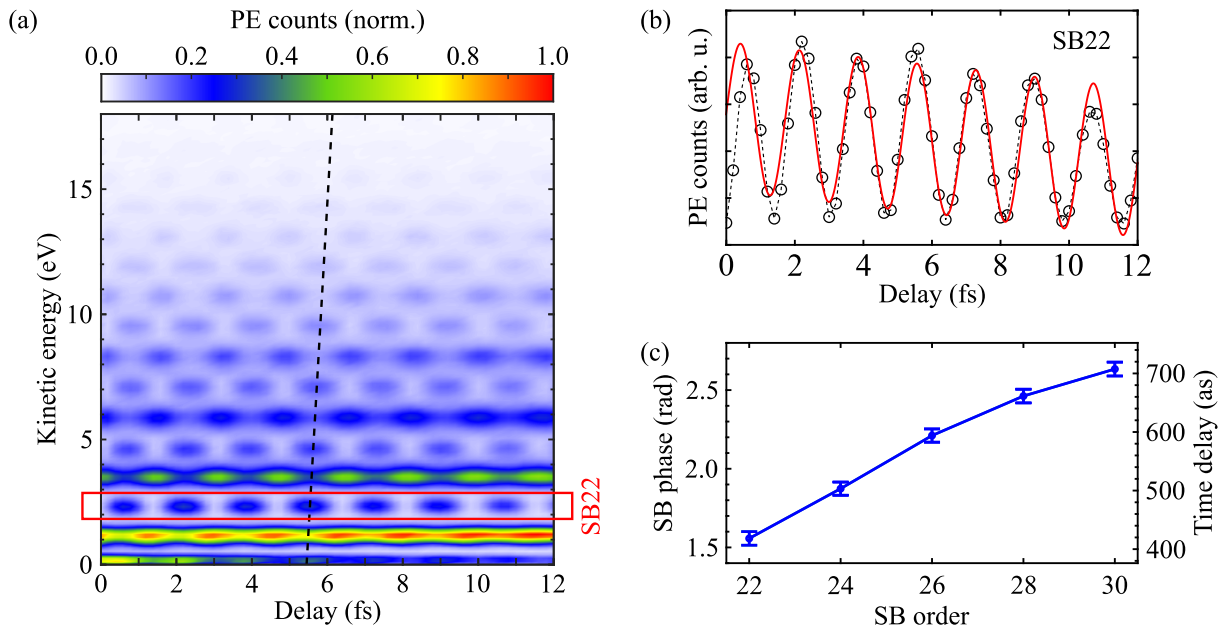 (a)
PE counts (norm.)
0.0 0.2 0.4 0.6 0.8 1.0
Kinetic energy (eV)
15
10
5
0
0 2 4 6 8 10 12
Delay (fs)
SB22
(b)
SB22
PE counts (arb. u.)
0 2 4 6 8 10 12
Delay (fs)
(c)
SB phase (rad)
2.5
2.0
1.5
Time delay (as)
700
600
500
400
22 24 26 28 30
SB order